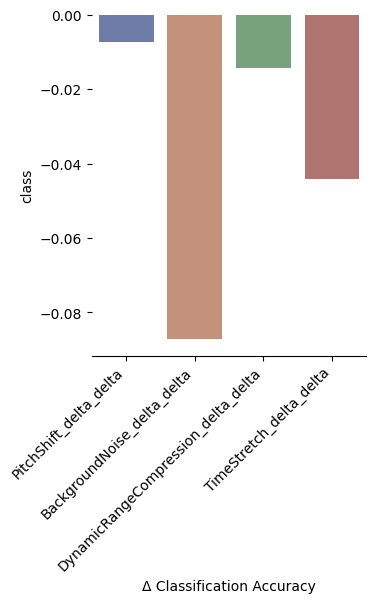 0.00
−0.02
−0.04
−0.06
−0.08
class
PitchShift_delta_delta
BackgroundNoise_delta_delta
DynamicRangeCompression_delta_delta
TimeStretch_delta_delta
Δ Classification Accuracy